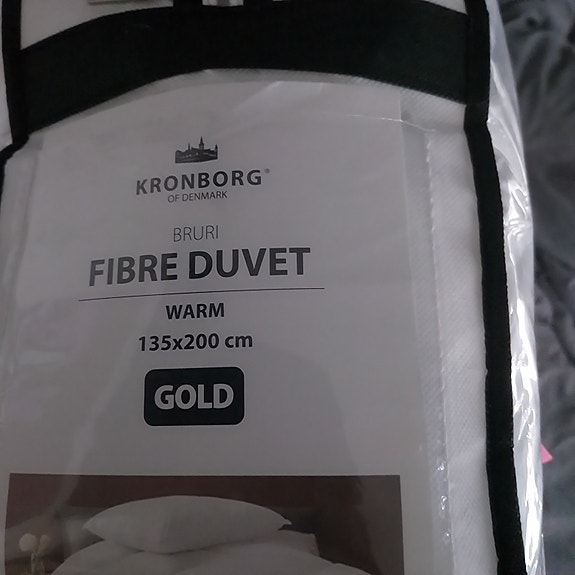 KRONBORG®
OF DENMARK
BRURI
FIBRE DUVET
WARM
135x200 cm
GOLD